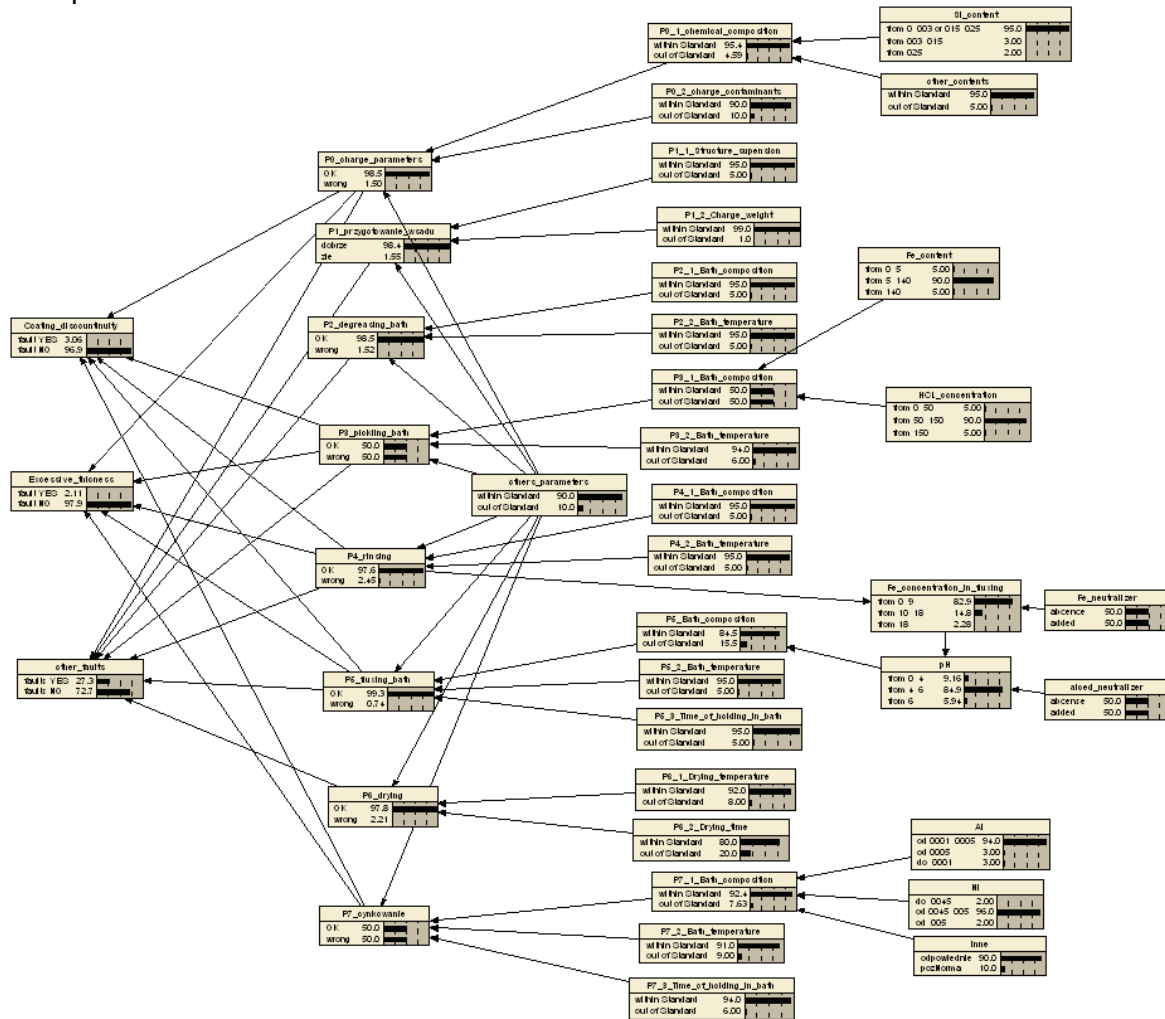 Si_content
from 0 003 or 015 025 95.0
from 003 015 3.00
from 025 2.00
P0_1_chemical_composition
within Standard 95.4
out of Standard 4.59
other_contents
within Standard 95.0
out of Standard 5.00
P0_2_charge_contaminants
within Standard 90.0
out of Standard 10.0
P0_charge_parameters
OK 98.5
wrong 1.50
P1_1_Structure_supension
within Standard 95.0
out of Standard 5.00
P1_przygotowanie_wsadu
dobrze 98.4
zle 1.55
P1_2_Charge_weight
within Standard 99.0
out of Standard 1.0
Fe_content
from 0 5 5.00
from 5 140 90.0
from 140 5.00
P2_1_Bath_composition
within Standard 95.0
out of Standard 5.00
Coating_discountinuity
fault YES 3.06
fault NO 96.9
P2_degreasing_bath
OK 98.5
wrong 1.52
P2_2_Bath_temperature
within Standard 95.0
out of Standard 5.00
P3_1_Bath_composition
within Standard 50.0
out of Standard 50.0
HCL_concentration
from 0 50 5.00
from 50 150 90.0
from 150 5.00
P3_pickling_bath
OK 50.0
wrong 50.0
P3_2_Bath_temperature
within Standard 94.0
out of Standard 6.00
fault YES 2.11
fault NO 97.9
others_parameters
within Standard 90.0
out of Standard 10.0
P4_1_Bath_composition
within Standard 95.0
out of Standard 5.00
P4_rinsing
OK 97.6
wrong 2.45
P4_2_Bath_temperature
within Standard 95.0
out of Standard 5.00
Fe_concentration_in_fluxing
from 0 9 82.9
from 10 18 14.8
from 18 2.28
Fe_neutralizer
abcence 50.0
added 50.0
P5_Bath_composition
within Standard 84.5
out of Standard 15.5
other_faults
faults YES 27.3
faults NO 72.7
P5_fluxing_bath
OK 99.3
wrong 0.74
P5_2_Bath_temperature
within Standard 95.0
out of Standard 5.00
pH
from 0 4 9.16
from 4 6 84.9
from 6 5.94
abcence 50.0
added 50.0
P5_3_Time_of_holding_in_bath
within Standard 95.0
out of Standard 5.00
P6_drying
OK 97.8
wrong 2.21
P6_1_Drying_temperature
within Standard 92.0
out of Standard 8.00
P6_2_Drying_time
within Standard 80.0
out of Standard 20.0
Al
od 0001 0005 94.0
od 0005 3.00
do 0001 3.00
P7_1_Bath_composition
within Standard 92.4
out of Standard 7.63
Ni
do 0045 2.00
od 0045 005 96.0
od 005 2.00
P7_cynkowanie
OK 50.0
wrong 50.0
P7_2_Bath_temperature
within Standard 91.0
out of Standard 9.00
Inne
odpowiednie 90.0
pozNorma 10.0
P7_3_Time_of_holding_in_bath
within Standard 94.0
out of Standard 6.00